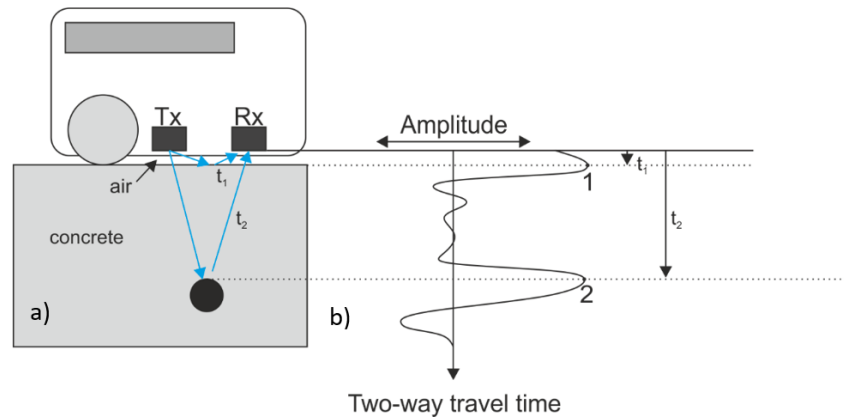 Tx
Rx
Amplitude
air
t₁
t₁
1
t₂
t₂
concrete
a)
b)
2
Two-way travel time